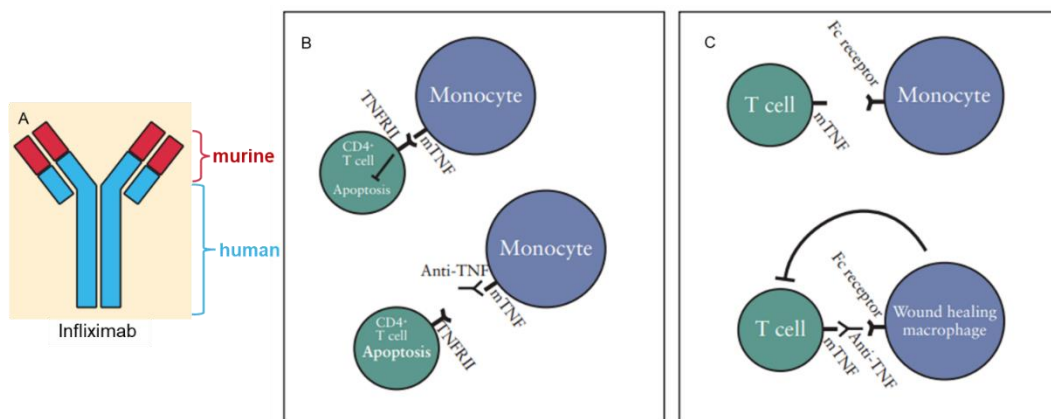 A
murine
human
Infliximab
B
Monocyte
TNFRII
mTNF
CD4+
T cell
Apoptosis
Monocyte
Anti-TNF
mTNF
CD4+
T cell
Apoptosis
TNFRII
C
Fc receptor
T cell
mTNF
Monocyte
Fc receptor
T cell
mTNF
Anti-TNF
Wound healing
macrophage